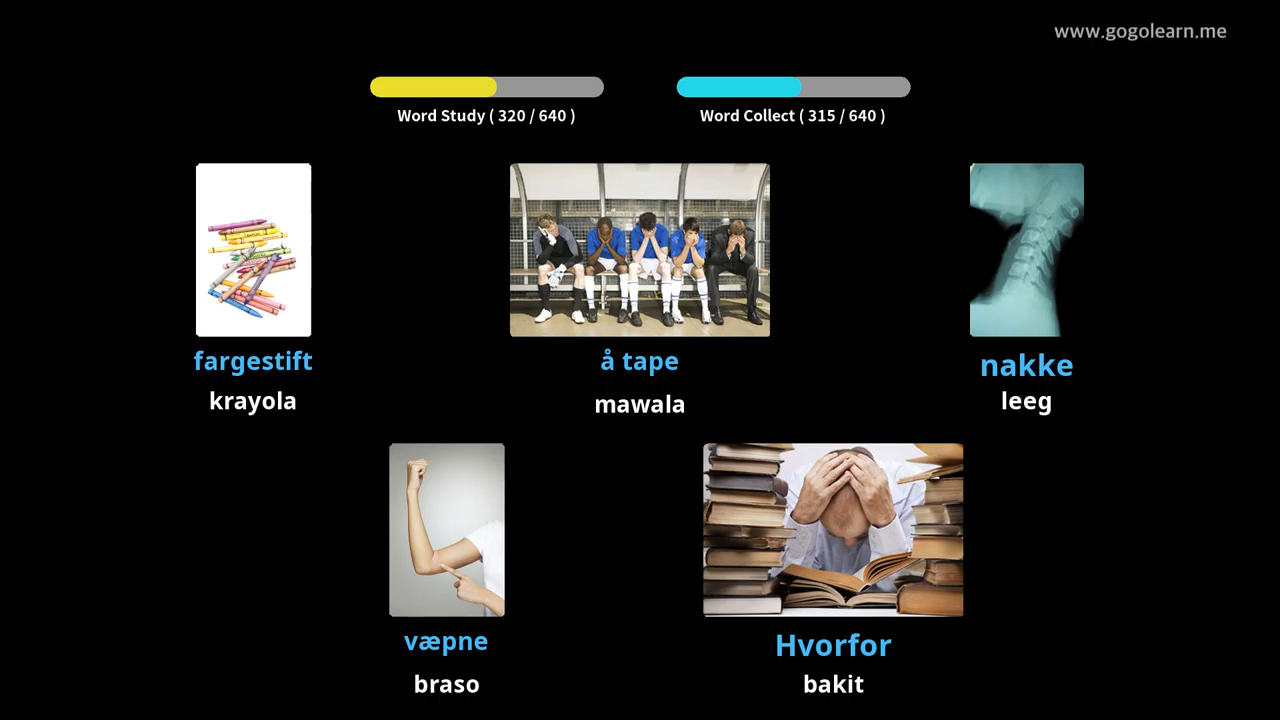 www.gogolearn.me
Word Study ( 320 / 640 )
Word Collect ( 315 / 640 )
fargestift
å tape
nakke
krayola
mawala
leeg
væpne
Hvorfor
braso
bakit